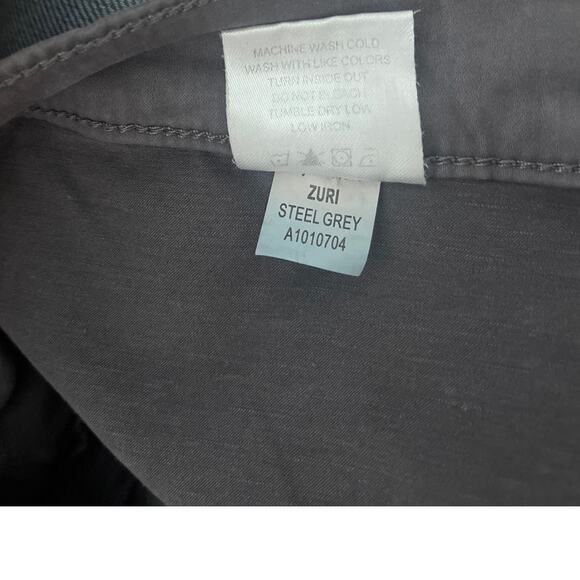 MACHINE WASH COLD
WASH WITH LIKE COLORS
TURN INSIDE OUT
DO NOT BLEACH
TUMBLE DRY LOW
LOW IRON
ZURI
STEEL GREY
A1010704